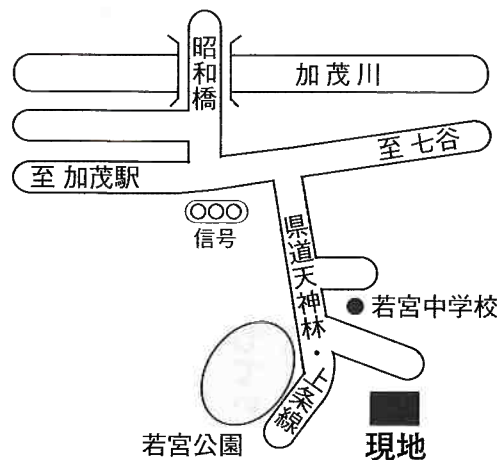 昭和橋
加茂川
至 七谷
至 加茂駅
信号
県道天神林・上条線
若宮中学校
若宮公園
現地